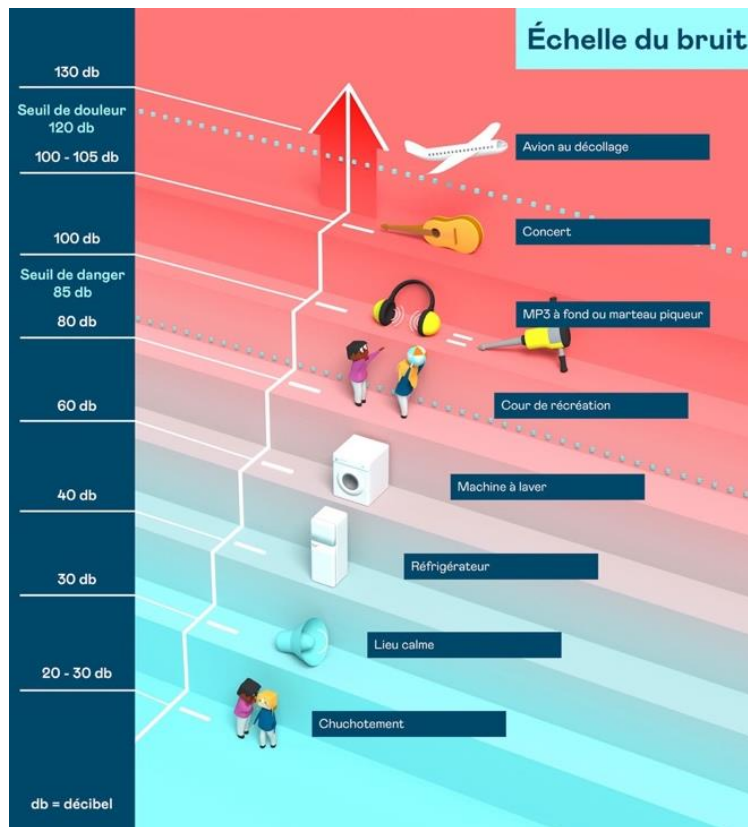 Échelle du bruit
130 db
Seuil de douleur
120 db
Avion au décollage
100 - 105 db
Concert
100 db
Seuil de danger
85 db
MP3 à fond ou marteau piqueur
80 db
Cour de récréation
60 db
Machine à laver
40 db
Réfrigérateur
30 db
Lieu calme
20 - 30 db
Chuchotement
db = décibel